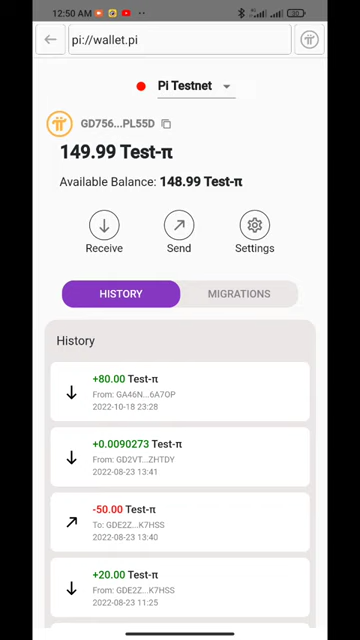 12:50 AM
20
pi://wallet.pi
Pi Testnet
GD756...PL55D
149.99 Test-π
Available Balance: 148.99 Test-π
Receive
Send
Settings
HISTORY
MIGRATIONS
History
+80.00 Test-π
From: GA46N...6A7OP
2022-10-18 23:28
+0.0090273 Test-π
From: GD2VT...ZHTDY
2022-08-23 13:41
-50.00 Test-π
To: GDE2Z...K7HSS
2022-08-23 13:40
+20.00 Test-π
From: GDE2Z...K7HSS
2022-08-23 11:25